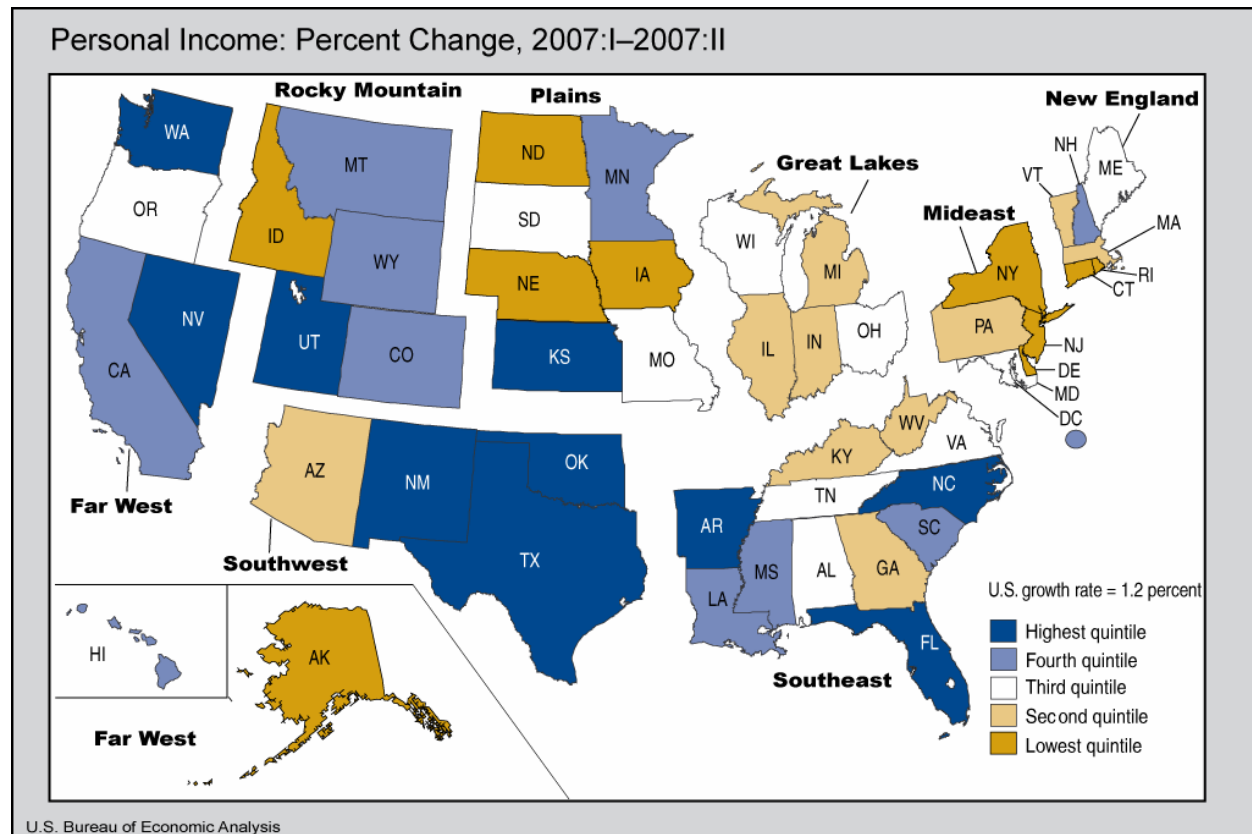 Personal Income: Percent Change, 2007:I–2007:II
Rocky Mountain
Plains
New England
Great Lakes
Mideast
Far West
Southwest
Southeast
Far West
WA
OR
CA
NV
ID
MT
WY
UT
CO
ND
SD
NE
KS
MN
IA
MO
WI
MI
IL
IN
OH
NH
VT
ME
MA
RI
CT
NY
PA
NJ
DE
MD
DC
AZ
NM
OK
TX
AR
LA
MS
AL
TN
KY
WV
VA
NC
SC
GA
FL
HI
AK
U.S. growth rate = 1.2 percent
Highest quintile
Fourth quintile
Third quintile
Second quintile
Lowest quintile
U.S. Bureau of Economic Analysis